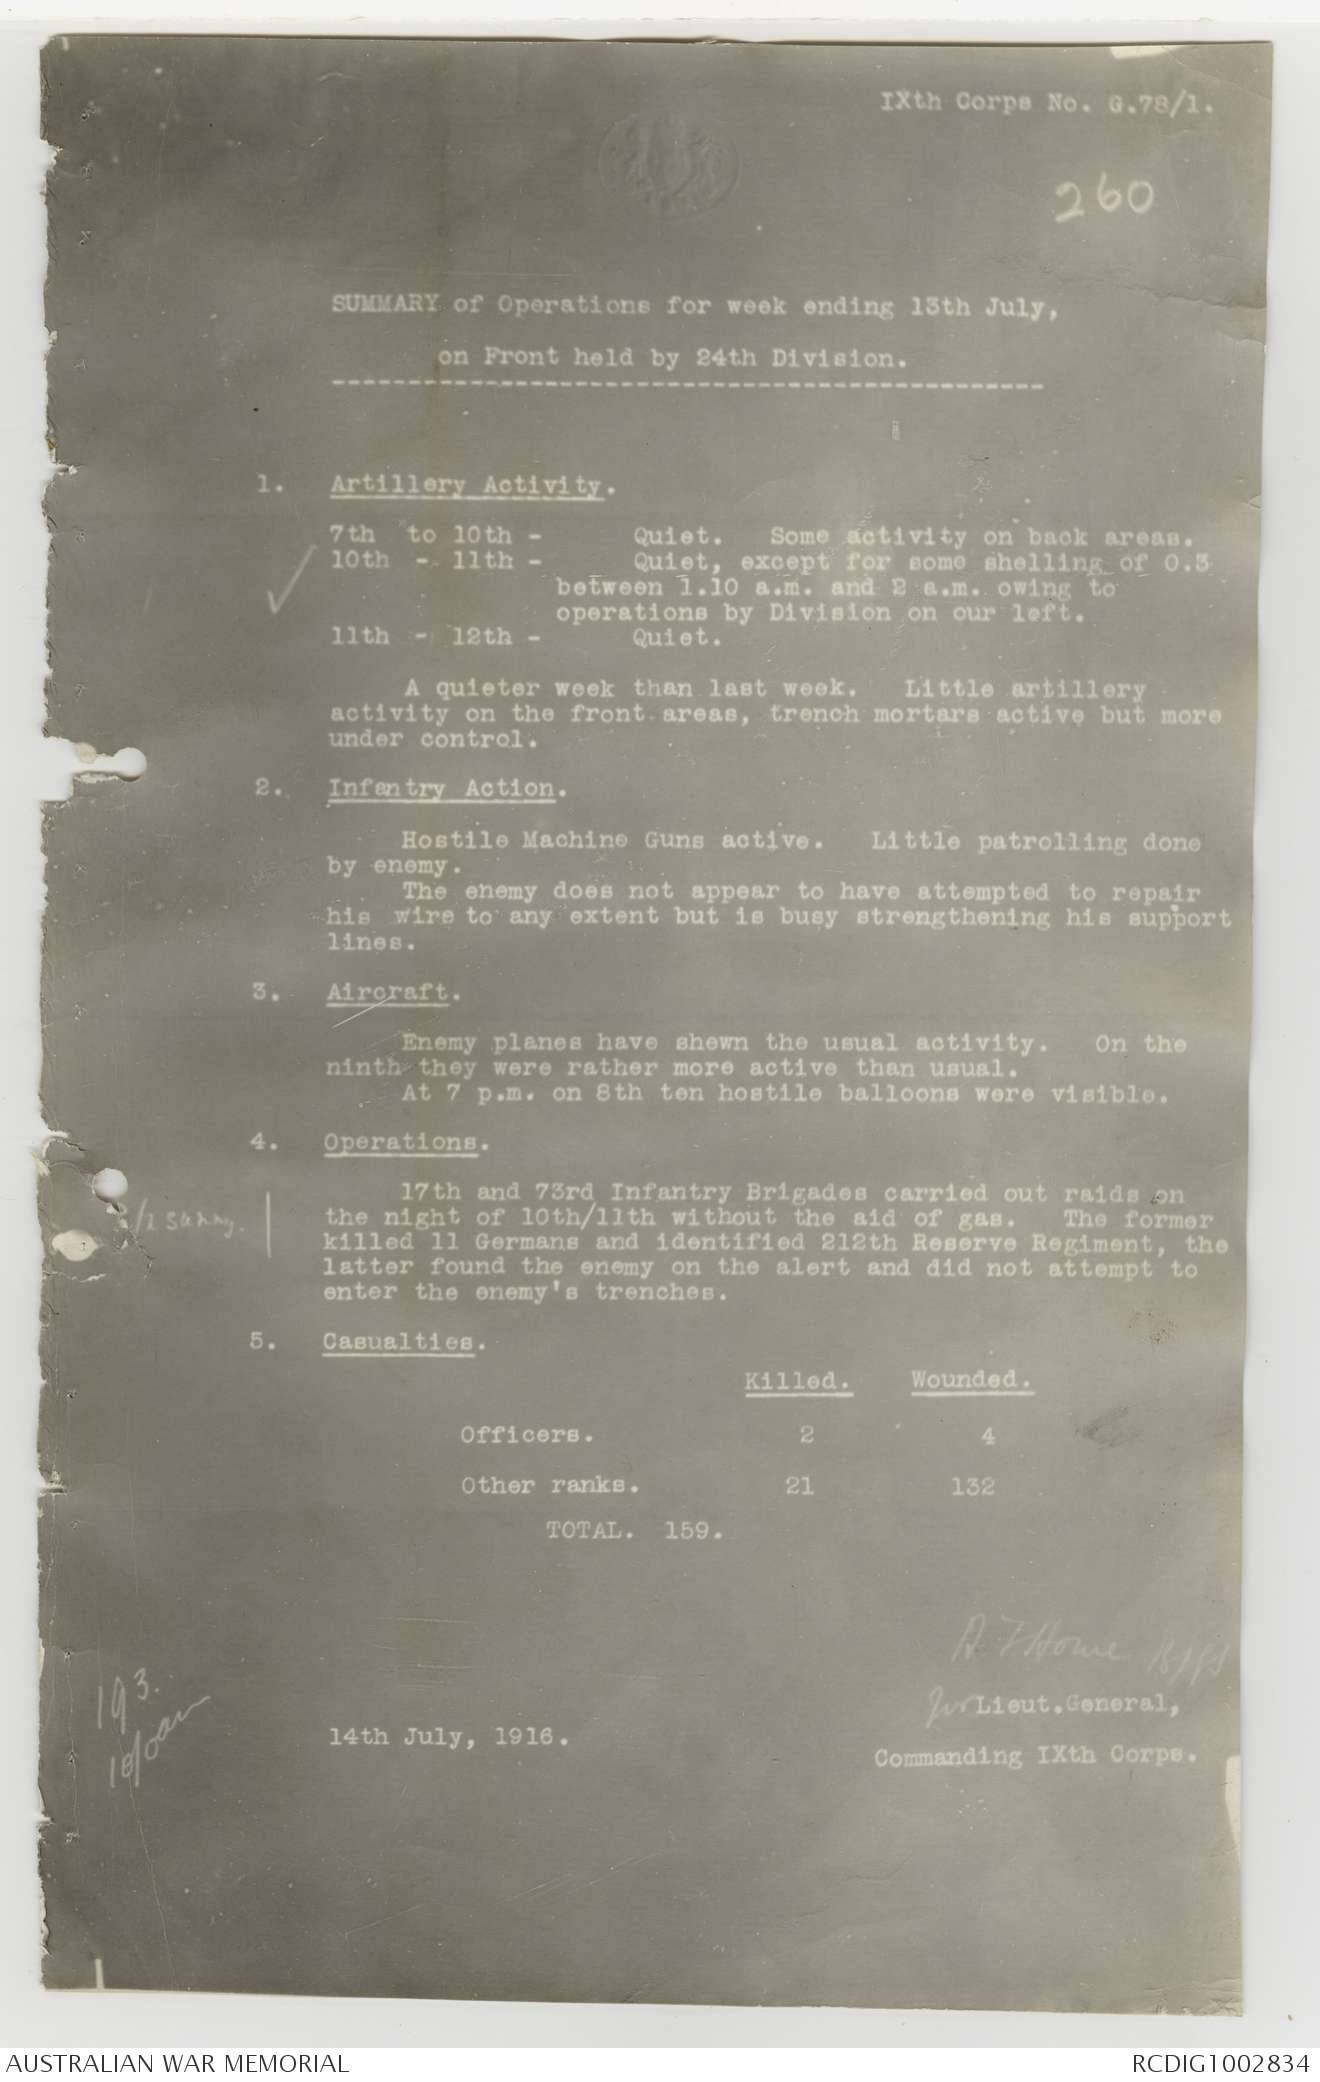 IXth Corps No. G.78/1.
260
SUMMARY of Operations for week ending 13th July,
on Front held by 24th Division.
1. Artillery Activity.
7th to 10th - Quiet. Some activity on back areas.
10th - 11th - Quiet, except for some shelling of 0.3
between 1.10 a.m. and 2 a.m. owing to
operations by Division on our left.
11th - 12th - Quiet.
A quieter week than last week. Little artillery
activity on the front areas, trench mortars active but more
under control.
2. Infantry Action.
Hostile Machine Guns active. Little patrolling done
by enemy.
The enemy does not appear to have attempted to repair
his wire to any extent but is busy strengthening his support
lines.
3. Aircraft.
Enemy planes have shewn the usual activity. On the
ninth they were rather more active than usual.
At 7 p.m. on 8th ten hostile balloons were visible.
4. Operations.
17th and 73rd Infantry Brigades carried out raids on
the night of 10th/11th without the aid of gas. The former
killed 11 Germans and identified 212th Reserve Regiment, the
latter found the enemy on the alert and did not attempt to
enter the enemy's trenches.
5. Casualties.
Killed. Wounded.
Officers. 2 4
Other ranks. 21 132
TOTAL. 159.
193.
for Lieut.General,
14th July, 1916.
Commanding IXth Corps.
AUSTRALIAN WAR MEMORIAL RCDIG1002834